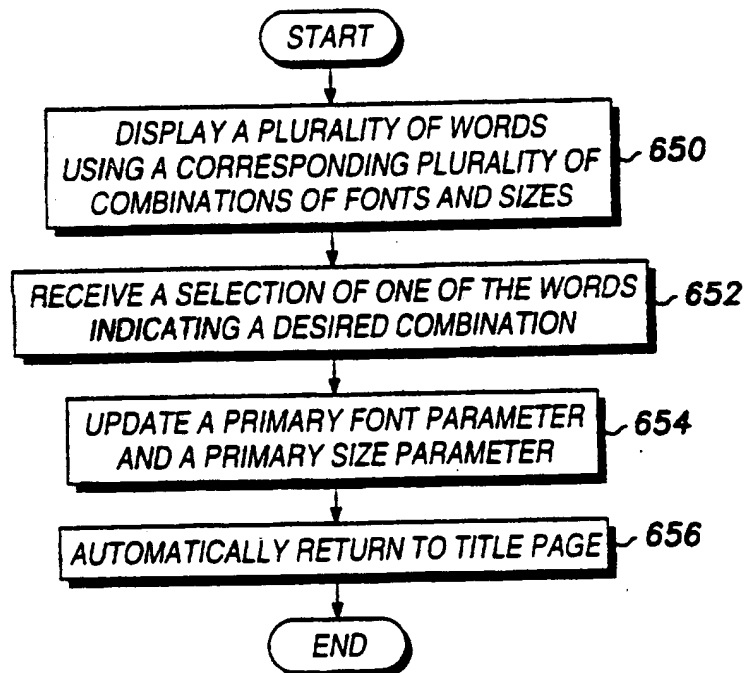 START
DISPLAY A PLURALITY OF WORDS
USING A CORRESPONDING PLURALITY OF
COMBINATIONS OF FONTS AND SIZES
650
RECEIVE A SELECTION OF ONE OF THE WORDS
INDICATING A DESIRED COMBINATION
652
UPDATE A PRIMARY FONT PARAMETER
AND A PRIMARY SIZE PARAMETER
654
AUTOMATICALLY RETURN TO TITLE PAGE
656
END